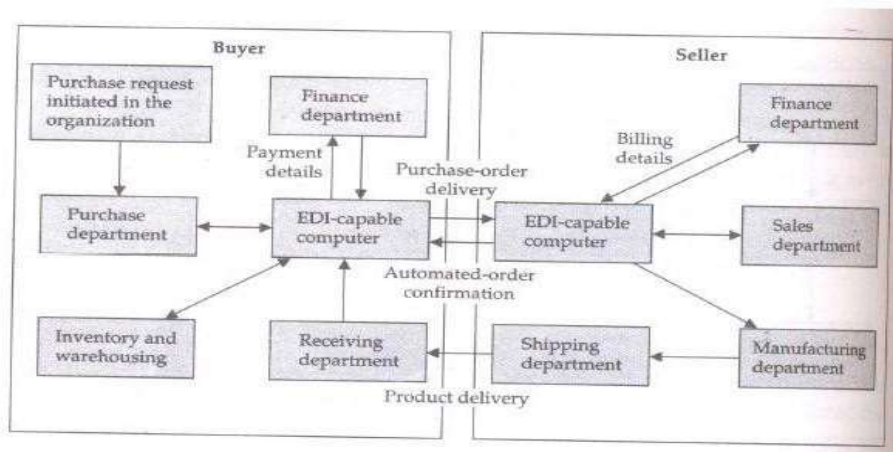 Buyer
Purchase request
initiated in the
organization
Finance
department
Payment
details
Purchase
department
EDI-capable
computer
Inventory and
warehousing
Receiving
department
Purchase-order
delivery
Automated-order
confirmation
Product delivery
Seller
Finance
department
Billing
details
EDI-capable
computer
Sales
department
Shipping
department
Manufacturing
department